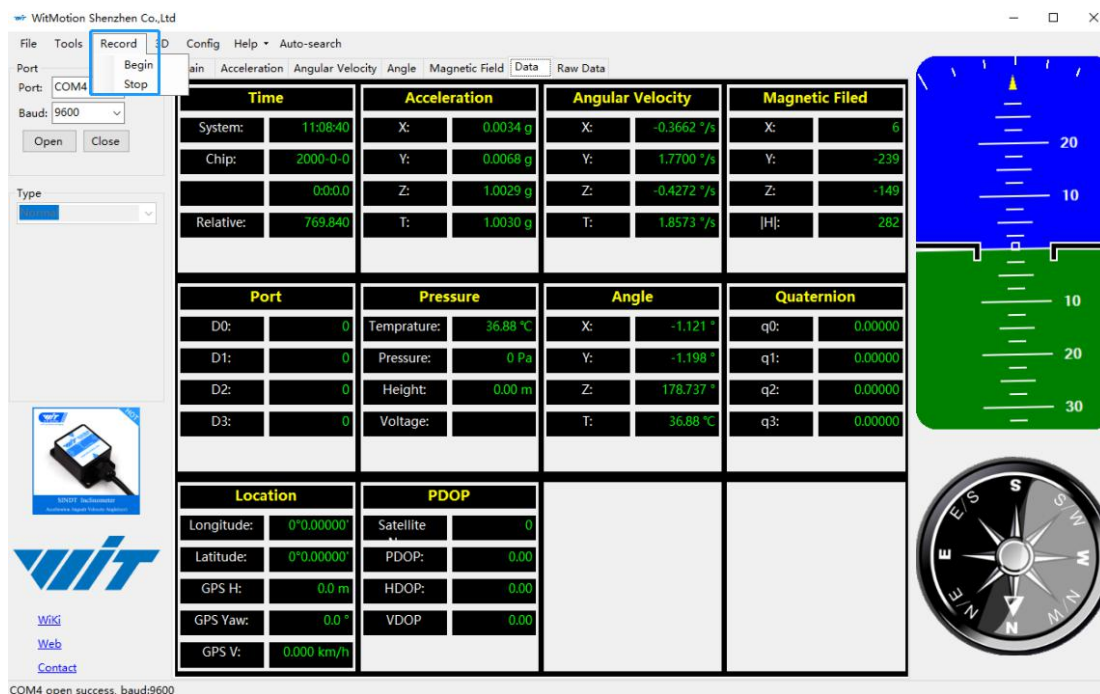 WitMotion Shenzhen Co.,Ltd
File Tools Record 3D Config Help Auto-search
Begin
Stop
Acceleration Angular Velocity Angle Magnetic Field Data Raw Data
Port
Port: COM4
Baud: 9600
Open Close
Type
Normal
Time
System: 11:08:40
Chip: 2000-0-0
0:0:0.0
Relative: 769.840
Acceleration
X: 0.0034 g
Y: 0.0068 g
Z: 1.0029 g
T: 1.0030 g
Angular Velocity
X: -0.3662 °/s
Y: 1.7700 °/s
Z: -0.4272 °/s
T: 1.8573 °/s
Magnetic Filed
X: 6
Y: -239
Z: -149
|H|: 282
Port
D0: 0
D1: 0
D2: 0
D3: 0
Pressure
Temprature: 36.88 ℃
Pressure: 0 Pa
Height: 0.00 m
Voltage:
Angle
X: -1.121 °
Y: -1.198 °
Z: 178.737 °
T: 36.88 ℃
Quaternion
q0: 0.00000
q1: 0.00000
q2: 0.00000
q3: 0.00000
Location
Longitude: 0°0.00000'
Latitude: 0°0.00000'
GPS H: 0.0 m
GPS Yaw: 0.0 °
GPS V: 0.000 km/h
PDOP
Satellite 0
PDOP: 0.00
HDOP: 0.00
VDOP 0.00
20
10
10
20
30
S
S/W
W
N/W
N
N/E
E
E/S
HOT
WiT
SINDT Inclinometer
WiT
WiKi
Web
Contact
COM4 open success, baud:9600